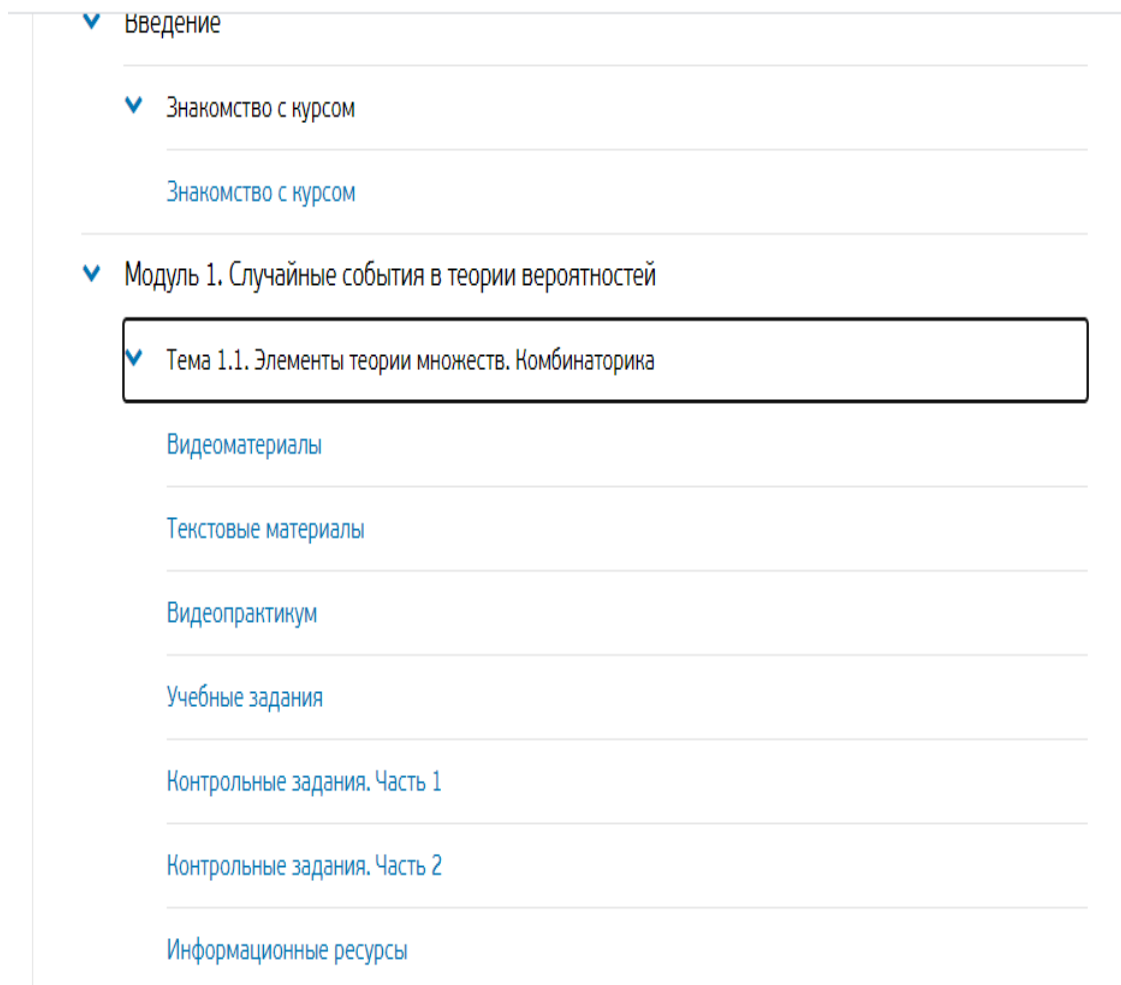 Введение
Знакомство с курсом
Знакомство с курсом
Модуль 1. Случайные события в теории вероятностей
Тема 1.1. Элементы теории множеств. Комбинаторика
Видеоматериалы
Текстовые материалы
Видеопрактикум
Учебные задания
Контрольные задания. Часть 1
Контрольные задания. Часть 2
Информационные ресурсы